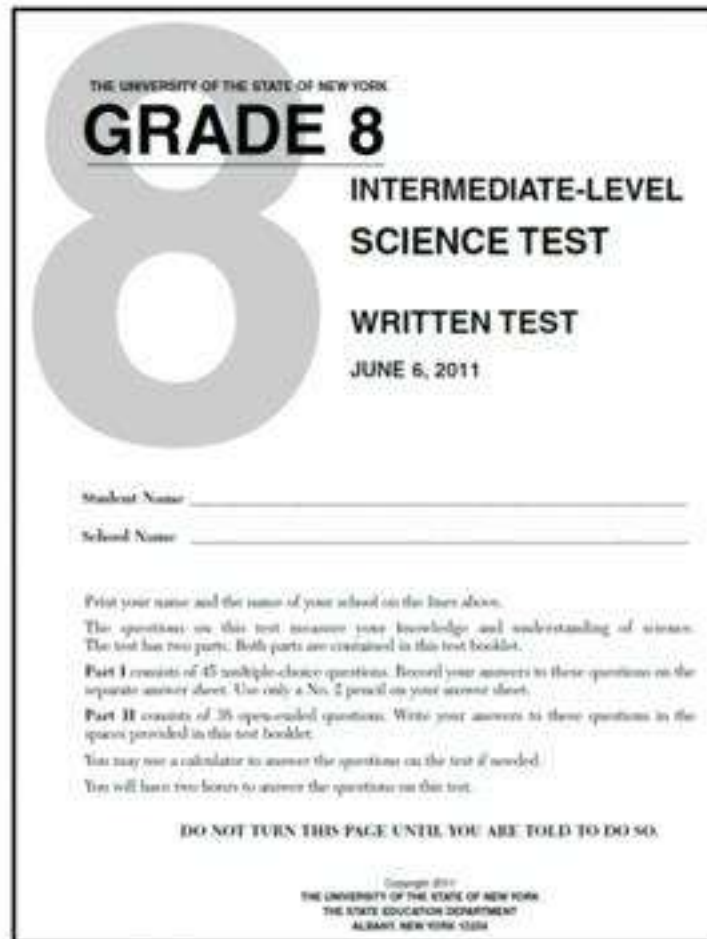 8
THE UNIVERSITY OF THE STATE OF NEW YORK
GRADE 8
INTERMEDIATE-LEVEL
SCIENCE TEST
WRITTEN TEST
JUNE 6, 2011
Student Name
School Name
Print your name and the name of your school on the lines above.
The questions on this test measure your knowledge and understanding of science.
The test has two parts. Both parts are contained in this test booklet.
Part I consists of 45 multiple-choice questions. Record your answers to these questions on the
separate answer sheet. Use only a No. 2 pencil on your answer sheet.
Part II consists of 38 open-ended questions. Write your answers to these questions in the
spaces provided in this test booklet.
You may use a calculator to answer the questions on the test if needed.
You will have two hours to answer the questions on this test.
DO NOT TURN THIS PAGE UNTIL YOU ARE TOLD TO DO SO.
Copyright 2011
THE UNIVERSITY OF THE STATE OF NEW YORK
THE STATE EDUCATION DEPARTMENT
ALBANY, NEW YORK 12234